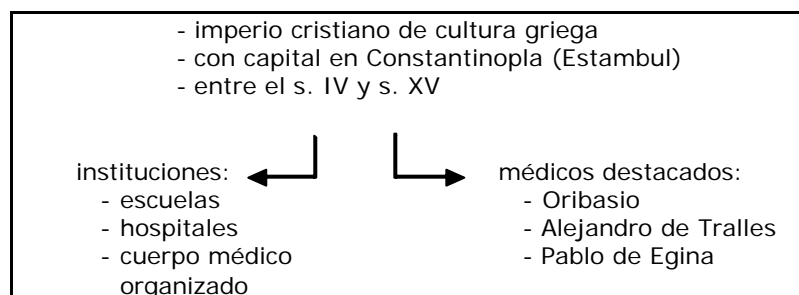 - imperio cristiano de cultura griega
- con capital en Constantinopla (Estambul)
- entre el s. IV y s. XV
instituciones:
- escuelas
- hospitales
- cuerpo médico
organizado
médicos destacados:
- Oribasio
- Alejandro de Tralles
- Pablo de Egina